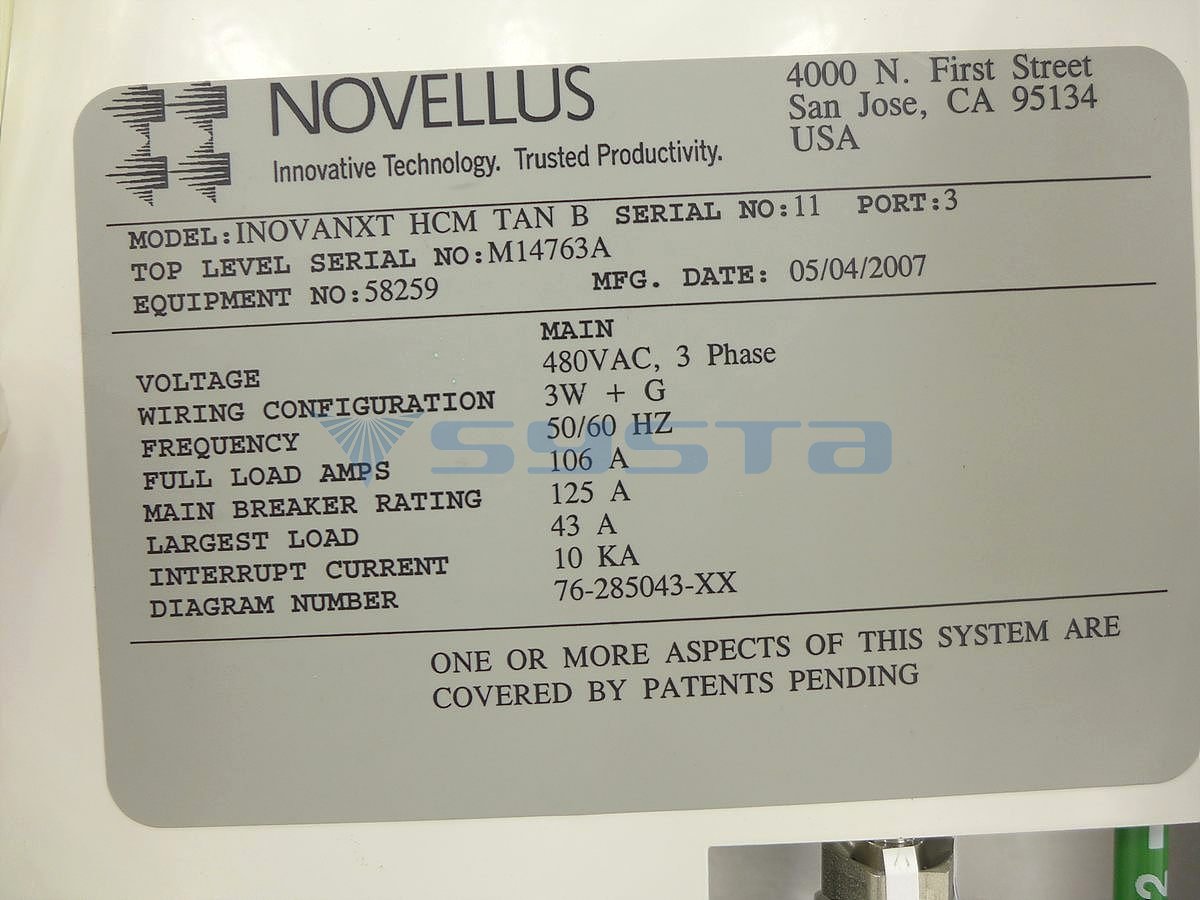 NOVELLUS
Innovative Technology. Trusted Productivity.
4000 N. First Street
San Jose, CA 95134
USA
MODEL:INOVANXT HCM TAN B SERIAL NO:11 PORT:3
TOP LEVEL SERIAL NO:M14763A
EQUIPMENT NO:58259 MFG. DATE: 05/04/2007
MAIN
VOLTAGE 480VAC, 3 Phase
WIRING CONFIGURATION 3W + G
FREQUENCY 50/60 HZ
FULL LOAD AMPS 106 A
MAIN BREAKER RATING 125 A
LARGEST LOAD 43 A
INTERRUPT CURRENT 10 KA
DIAGRAM NUMBER 76-285043-XX
ONE OR MORE ASPECTS OF THIS SYSTEM ARE
COVERED BY PATENTS PENDING
SYSTA
2